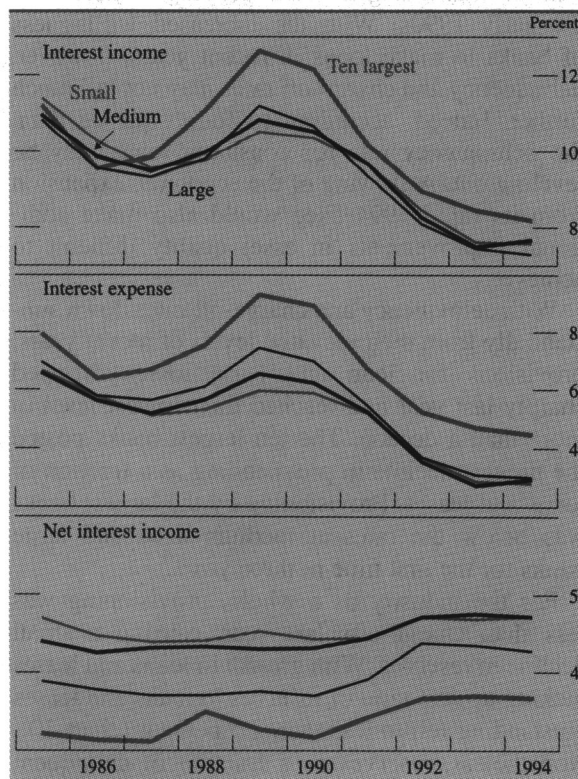 Percent
Interest income
Ten largest
12
Small
Medium
10
Large
8
Interest expense
8
6
4
Net interest income
5
4
1986 1988 1990 1992 1994